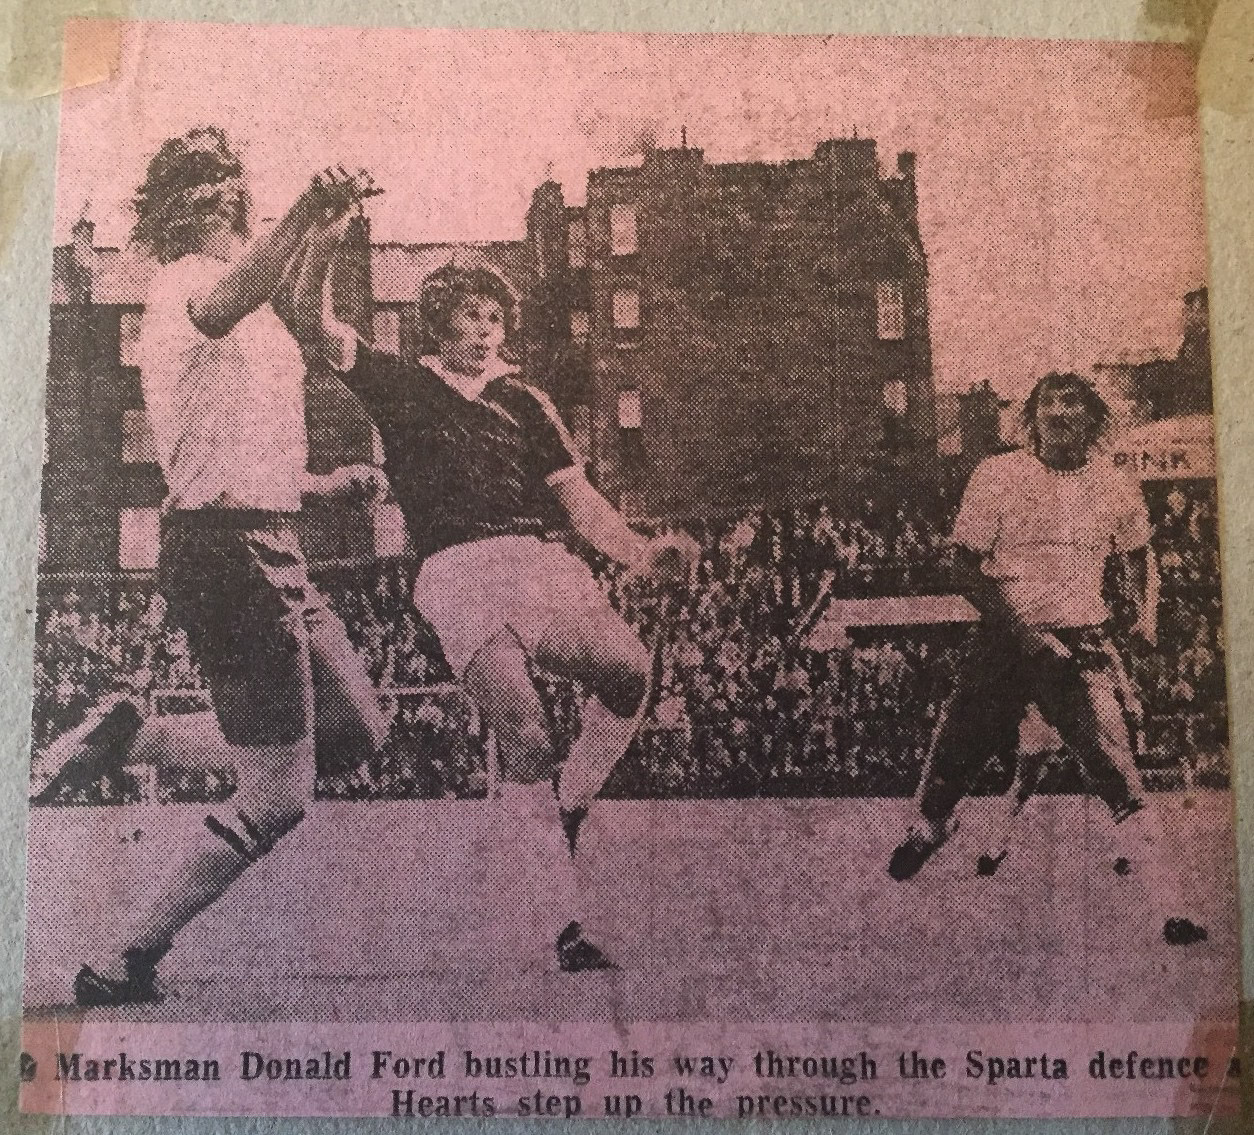 PINK
Marksman Donald Ford bustling his way through the Sparta defence a
Hearts step up the pressure.